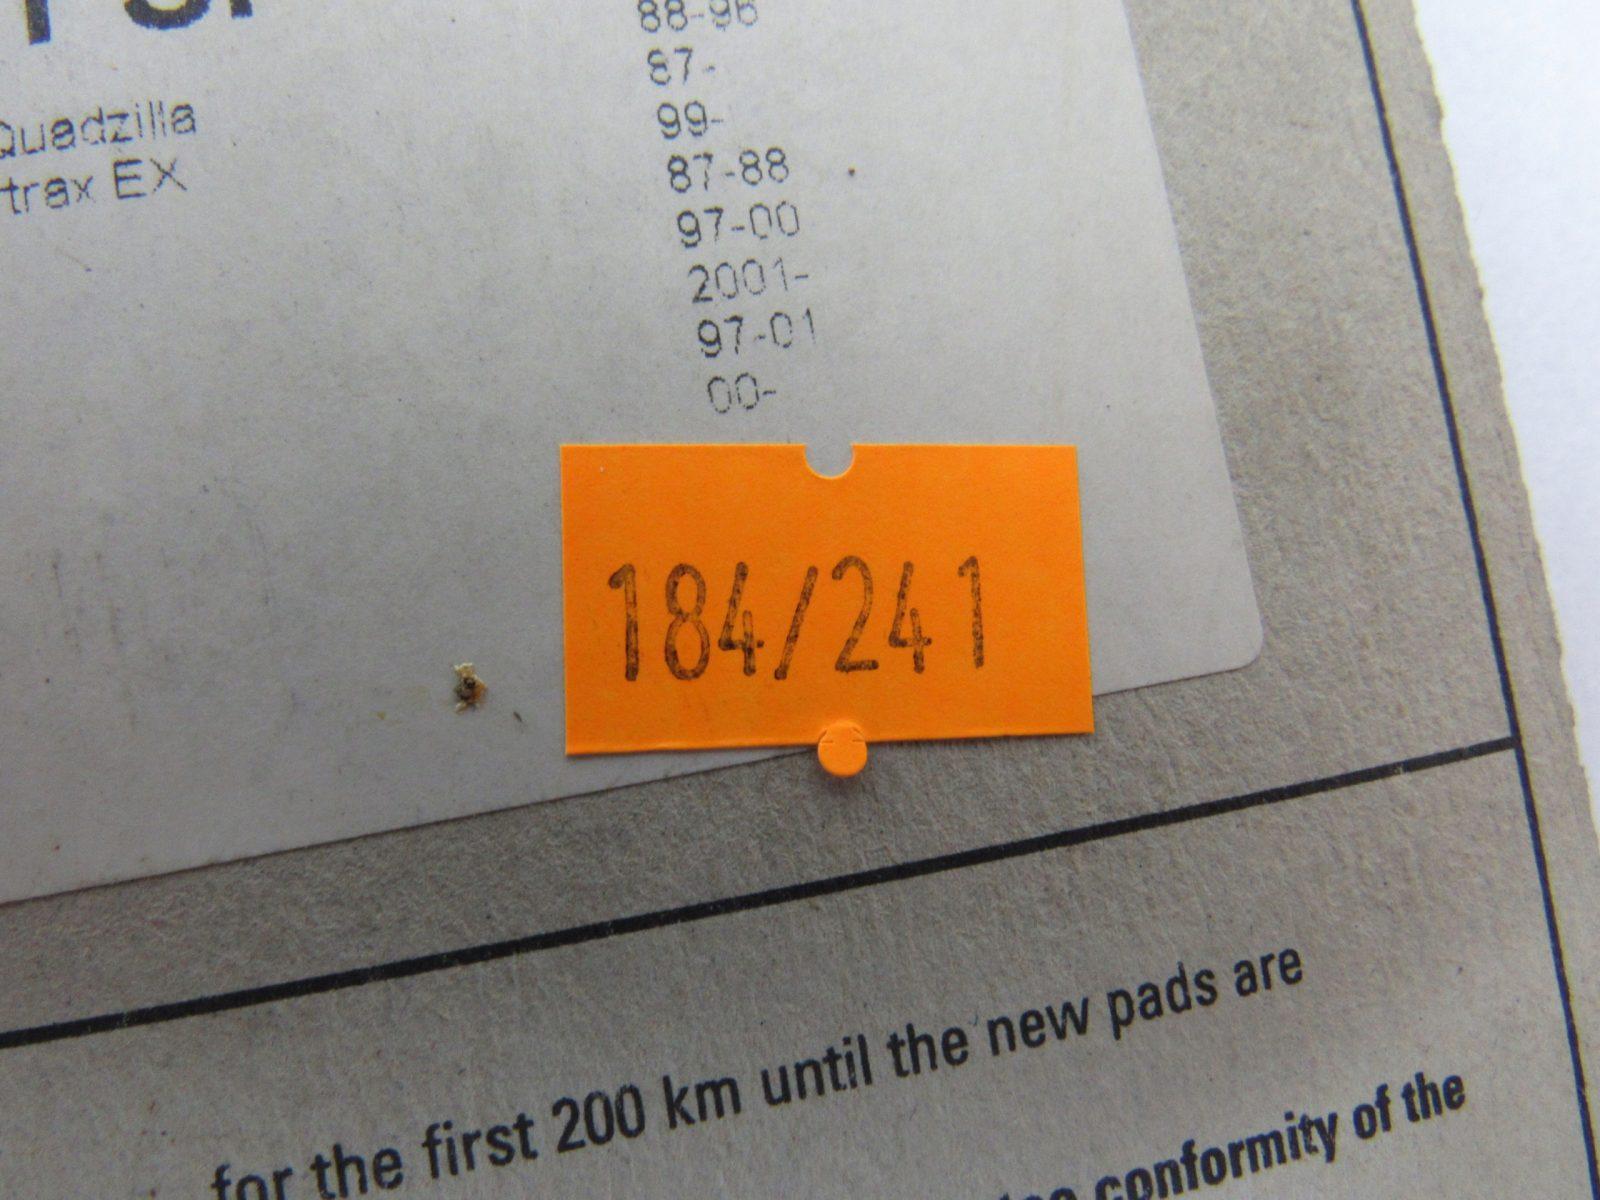 88-96
87-
Quadzilla 99-
trax EX 87-88
97-00
2001-
97-01
00-
184/241
for the first 200 km until the new pads are
conformity of the